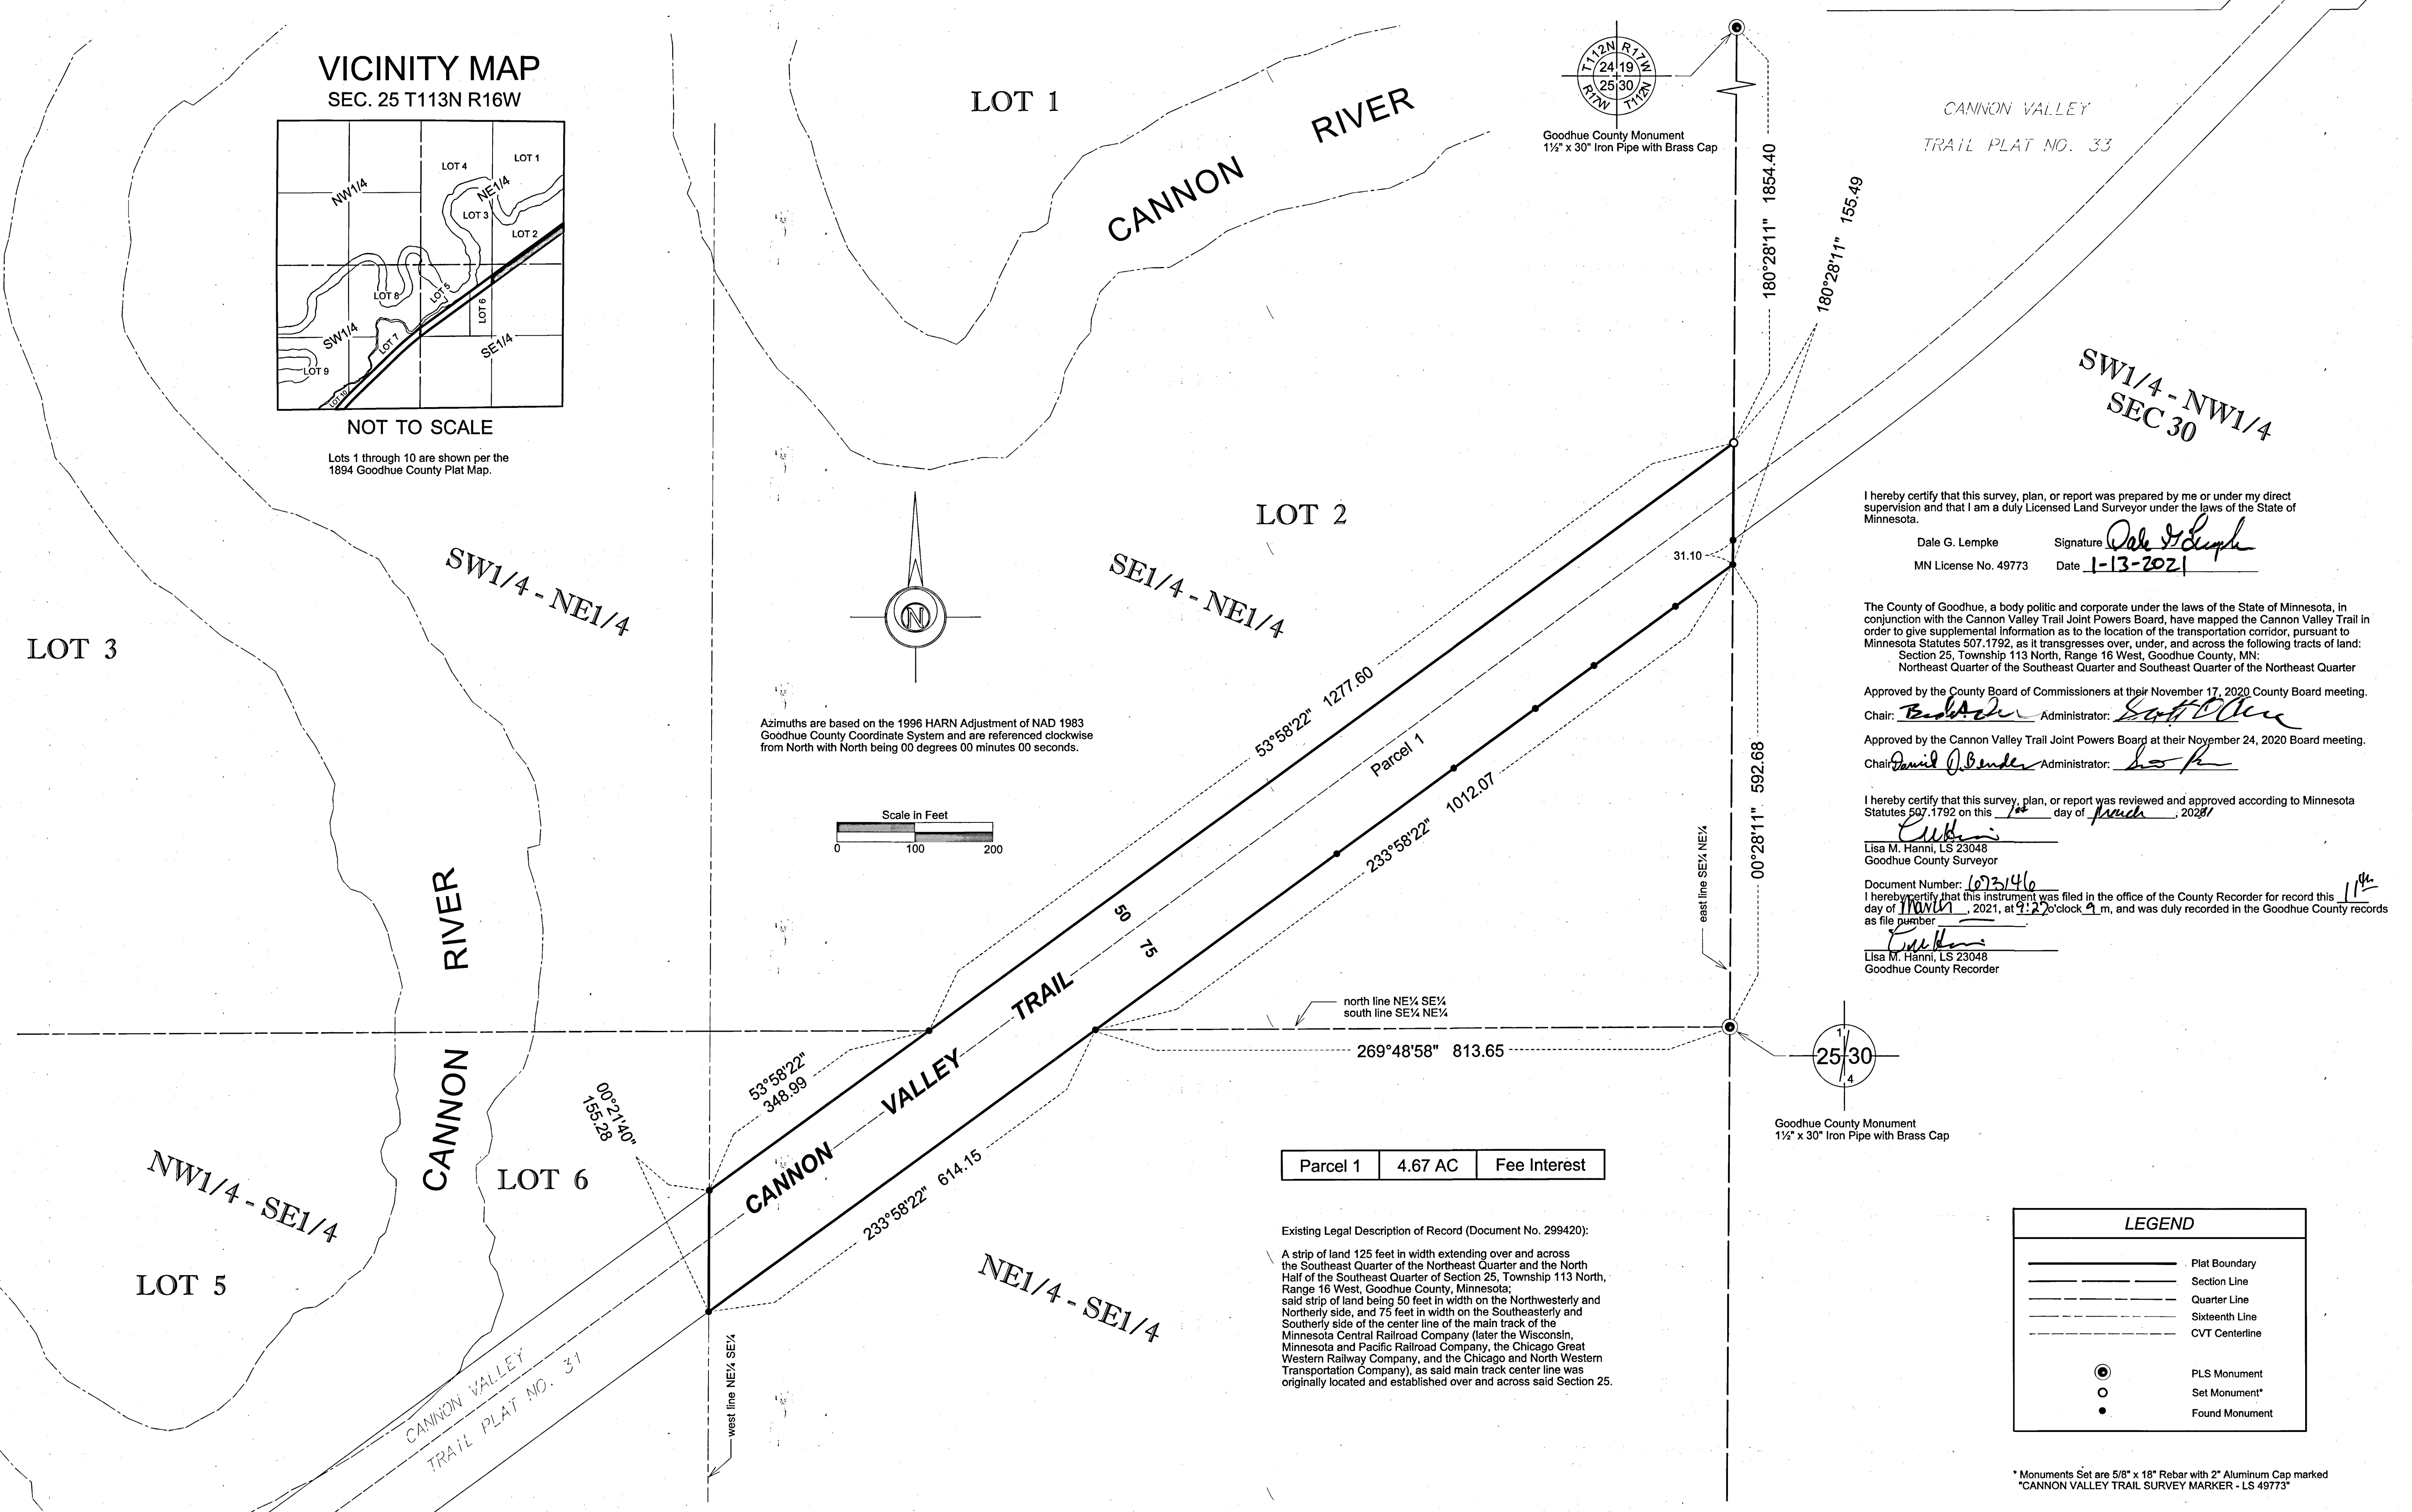 VICINITY MAP
SEC. 25 T113N R16W
LOT 4
LOT 1
NW1/4
NE1/4
LOT 3
LOT 2
LOT 8
LOT 5
LOT 6
SW1/4
LOT 7
SE1/4
LOT 9
LOT 10
NOT TO SCALE
Lots 1 through 10 are shown per the
1894 Goodhue County Plat Map.
LOT 1
CANNON RIVER
T112N R17W
24 19
25 30
R17W T112N
Goodhue County Monument
1½" x 30" Iron Pipe with Brass Cap
180°28'11" 1854.40
180°28'11" 155.49
CANNON VALLEY
TRAIL PLAT NO. 33
SW1/4 - NW1/4
SEC 30
LOT 2
SW1/4 - NE1/4
SE1/4 - NE1/4
LOT 3
N
Azimuths are based on the 1996 HARN Adjustment of NAD 1983
Goodhue County Coordinate System and are referenced clockwise
from North with North being 00 degrees 00 minutes 00 seconds.
Scale in Feet
0 100 200
53°58'22" 1277.60
Parcel 1
31.10
233°58'22" 1012.07
50
75
east line SE¼ NE¼
00°28'11" 592.68
north line NE¼ SE¼
south line SE¼ NE¼
269°48'58" 813.65
1
25 30
4
Goodhue County Monument
1½" x 30" Iron Pipe with Brass Cap
CANNON RIVER
CANNON VALLEY TRAIL
53°58'22"
348.99
00°21'40"
155.28
233°58'22" 614.15
NW1/4 - SE1/4
LOT 6
LOT 5
NE1/4 - SE1/4
west line NE¼ SE¼
CANNON VALLEY
TRAIL PLAT NO. 31
Parcel 1 4.67 AC Fee Interest
Existing Legal Description of Record (Document No. 299420):
A strip of land 125 feet in width extending over and across
the Southeast Quarter of the Northeast Quarter and the North
Half of the Southeast Quarter of Section 25, Township 113 North,
Range 16 West, Goodhue County, Minnesota;
said strip of land being 50 feet in width on the Northwesterly and
Northerly side, and 75 feet in width on the Southeasterly and
Southerly side of the center line of the main track of the
Minnesota Central Railroad Company (later the Wisconsin,
Minnesota and Pacific Railroad Company, the Chicago Great
Western Railway Company, and the Chicago and North Western
Transportation Company), as said main track center line was
originally located and established over and across said Section 25.
I hereby certify that this survey, plan, or report was prepared by me or under my direct
supervision and that I am a duly Licensed Land Surveyor under the laws of the State of
Minnesota.
Dale G. Lempke Signature Dale G Lempke
MN License No. 49773 Date 1-13-2021
The County of Goodhue, a body politic and corporate under the laws of the State of Minnesota, in
conjunction with the Cannon Valley Trail Joint Powers Board, have mapped the Cannon Valley Trail in
order to give supplemental information as to the location of the transportation corridor, pursuant to
Minnesota Statutes 507.1792, as it transgresses over, under, and across the following tracts of land:
Section 25, Township 113 North, Range 16 West, Goodhue County, MN:
Northeast Quarter of the Southeast Quarter and Southeast Quarter of the Northeast Quarter
Approved by the County Board of Commissioners at their November 17, 2020 County Board meeting.
Chair: Administrator:
Approved by the Cannon Valley Trail Joint Powers Board at their November 24, 2020 Board meeting.
Chair Administrator:
I hereby certify that this survey, plan, or report was reviewed and approved according to Minnesota
Statutes 507.1792 on this 1st day of March, 2021
Lisa M. Hanni, LS 23048
Goodhue County Surveyor
Document Number: 673146
I hereby certify that this instrument was filed in the office of the County Recorder for record this 11th
day of March, 2021, at 9:27 o'clock a m, and was duly recorded in the Goodhue County records
as file number
Lisa M. Hanni, LS 23048
Goodhue County Recorder
LEGEND
Plat Boundary
Section Line
Quarter Line
Sixteenth Line
CVT Centerline
PLS Monument
Set Monument*
Found Monument
* Monuments Set are 5/8" x 18" Rebar with 2" Aluminum Cap marked
"CANNON VALLEY TRAIL SURVEY MARKER - LS 49773"